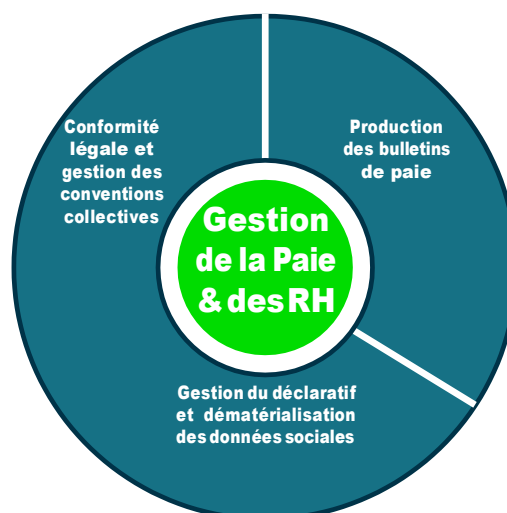 Conformité
légale et
gestion des
conventions
collectives
Production
des bulletins
de paie
Gestion
de la Paie
& des RH
Gestion du déclaratif
et dématérialisation
des données sociales